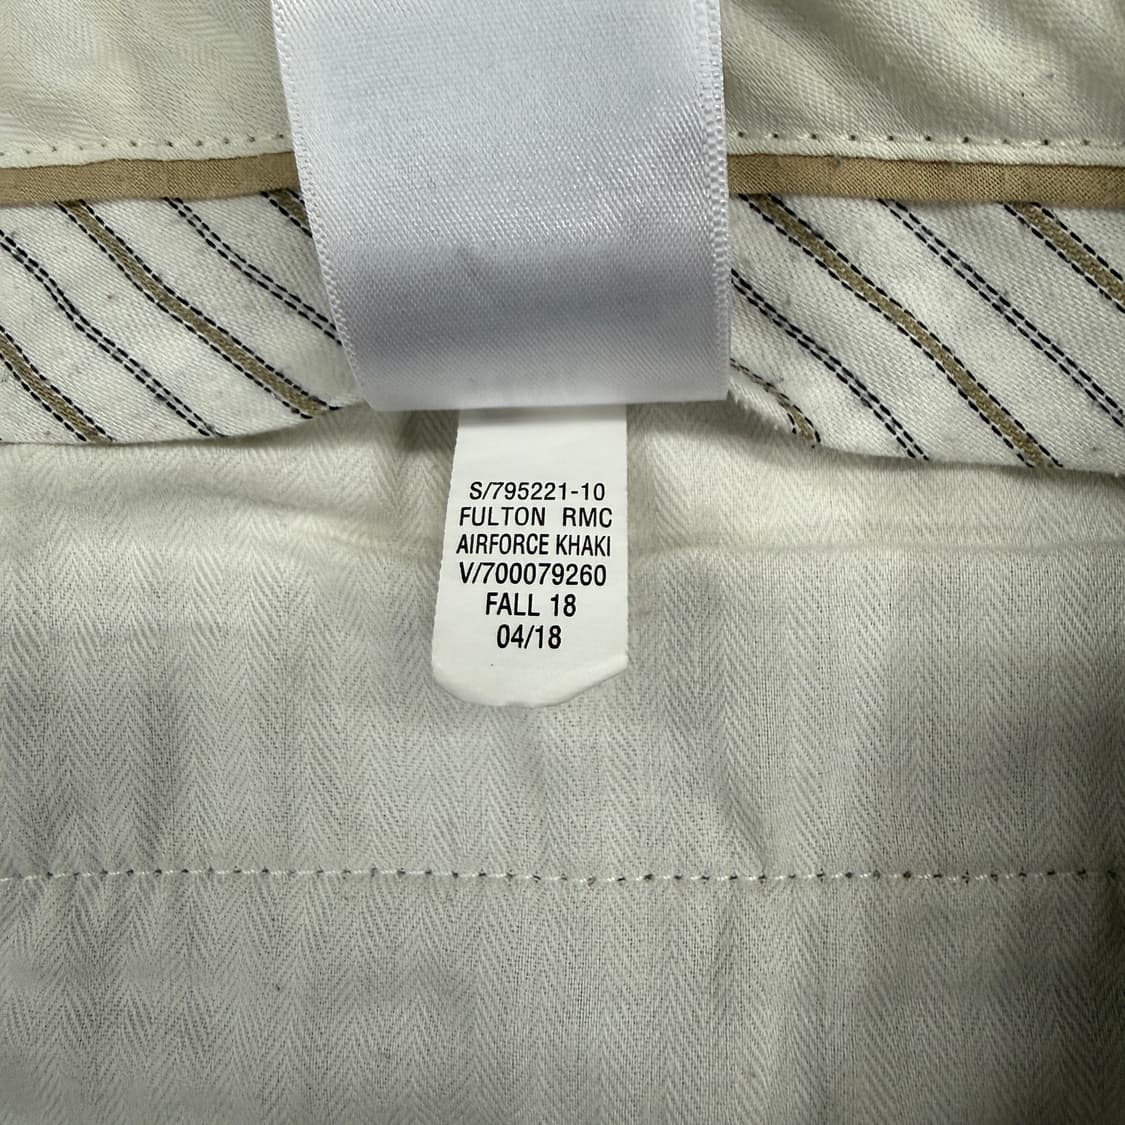 S/795221-10
FULTON RMC
AIRFORCE KHAKI
V/700079260
FALL 18
04/18